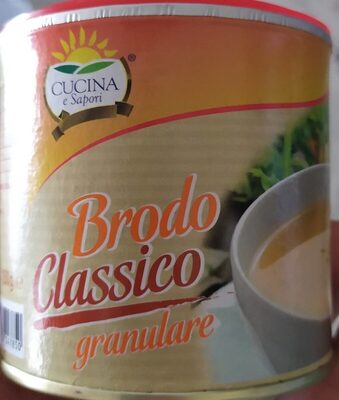 CUCINA
e Sapori
®
Brodo
Classico
granulare